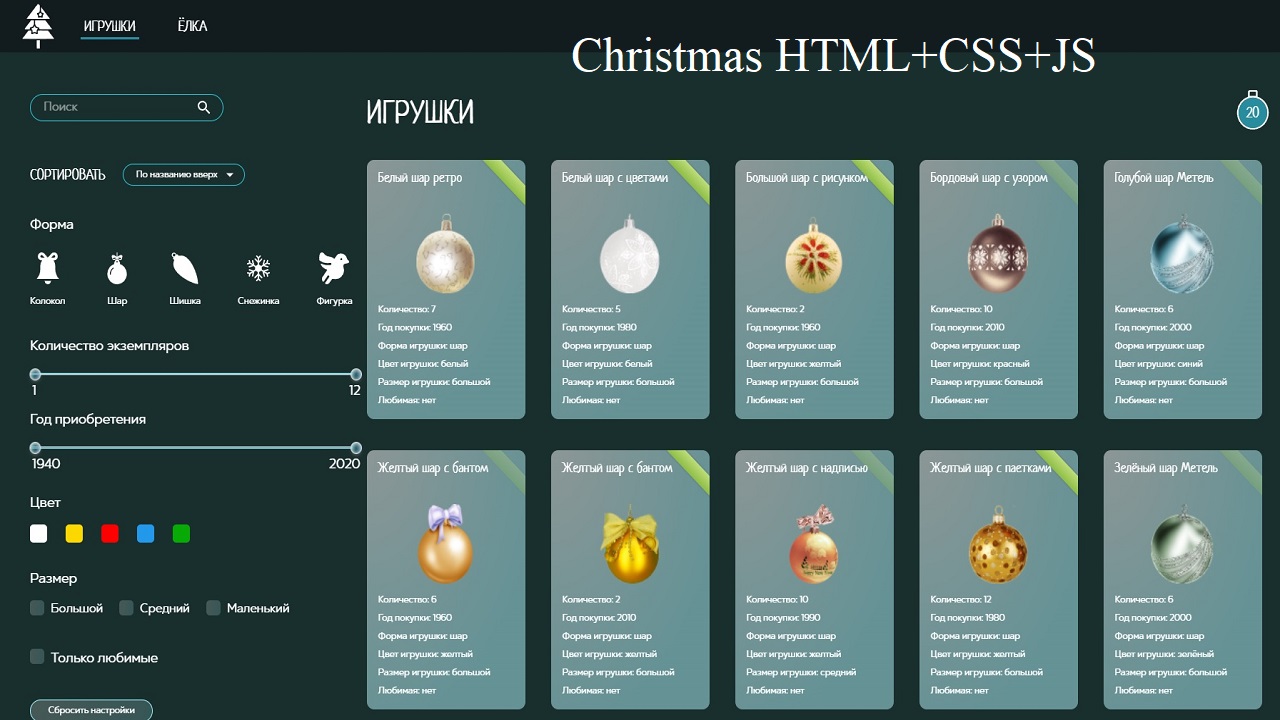 ИГРУШКИ ЁЛКА
Christmas HTML+CSS+JS
Поиск
СОРТИРОВАТЬ По названию вверх
Форма
Колокол Шар Шишка Снежинка Фигурка
Количество экземпляров
1 12
Год приобретения
1940 2020
Цвет
Размер
Большой Средний Маленький
Только любимые
Сбросить настройки
ИГРУШКИ
20
Белый шар ретро
Количество: 7
Год покупки: 1960
Форма игрушки: шар
Цвет игрушки: белый
Размер игрушки: большой
Любимая: нет
Белый шар с цветами
Количество: 5
Год покупки: 1980
Форма игрушки: шар
Цвет игрушки: белый
Размер игрушки: большой
Любимая: нет
Большой шар с рисунком
Количество: 2
Год покупки: 1960
Форма игрушки: шар
Цвет игрушки: желтый
Размер игрушки: большой
Любимая: нет
Бордовый шар с узором
Количество: 10
Год покупки: 2010
Форма игрушки: шар
Цвет игрушки: красный
Размер игрушки: большой
Любимая: нет
Голубой шар Метель
Количество: 6
Год покупки: 2000
Форма игрушки: шар
Цвет игрушки: синий
Размер игрушки: большой
Любимая: нет
Желтый шар с бантом
Количество: 6
Год покупки: 1960
Форма игрушки: шар
Цвет игрушки: желтый
Размер игрушки: большой
Любимая: нет
Желтый шар с бантом
Количество: 2
Год покупки: 2010
Форма игрушки: шар
Цвет игрушки: желтый
Размер игрушки: большой
Любимая: нет
Желтый шар с надписью
Количество: 10
Год покупки: 1990
Форма игрушки: шар
Цвет игрушки: желтый
Размер игрушки: средний
Любимая: нет
Желтый шар с паетками
Количество: 12
Год покупки: 1980
Форма игрушки: шар
Цвет игрушки: желтый
Размер игрушки: большой
Любимая: нет
Зелёный шар Метель
Количество: 6
Год покупки: 2000
Форма игрушки: шар
Цвет игрушки: зелёный
Размер игрушки: большой
Любимая: нет